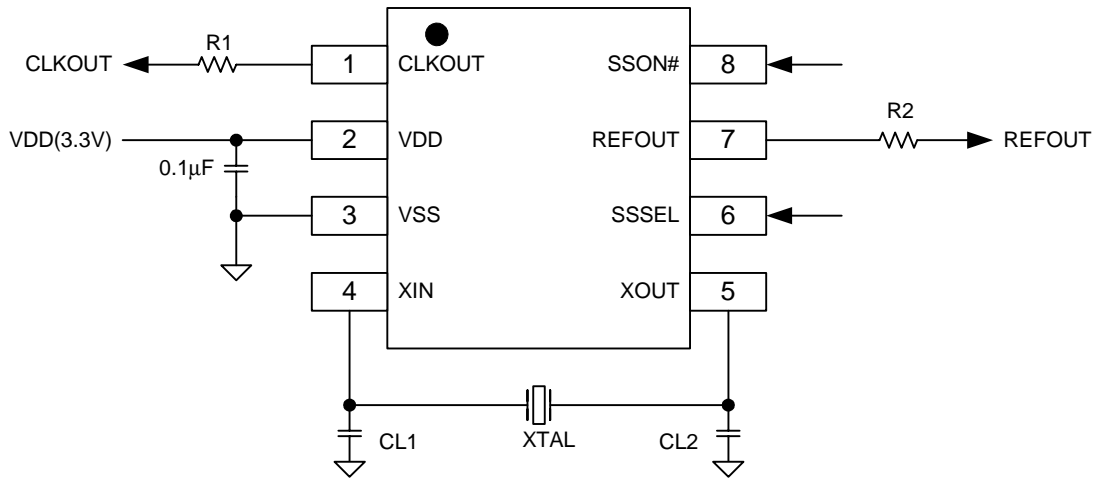 R1
CLKOUT
1
CLKOUT
SSON#
8
VDD(3.3V)
2
VDD
REFOUT
7
R2
REFOUT
0.1μF
3
VSS
SSSEL
6
4
XIN
XOUT
5
CL1
XTAL
CL2